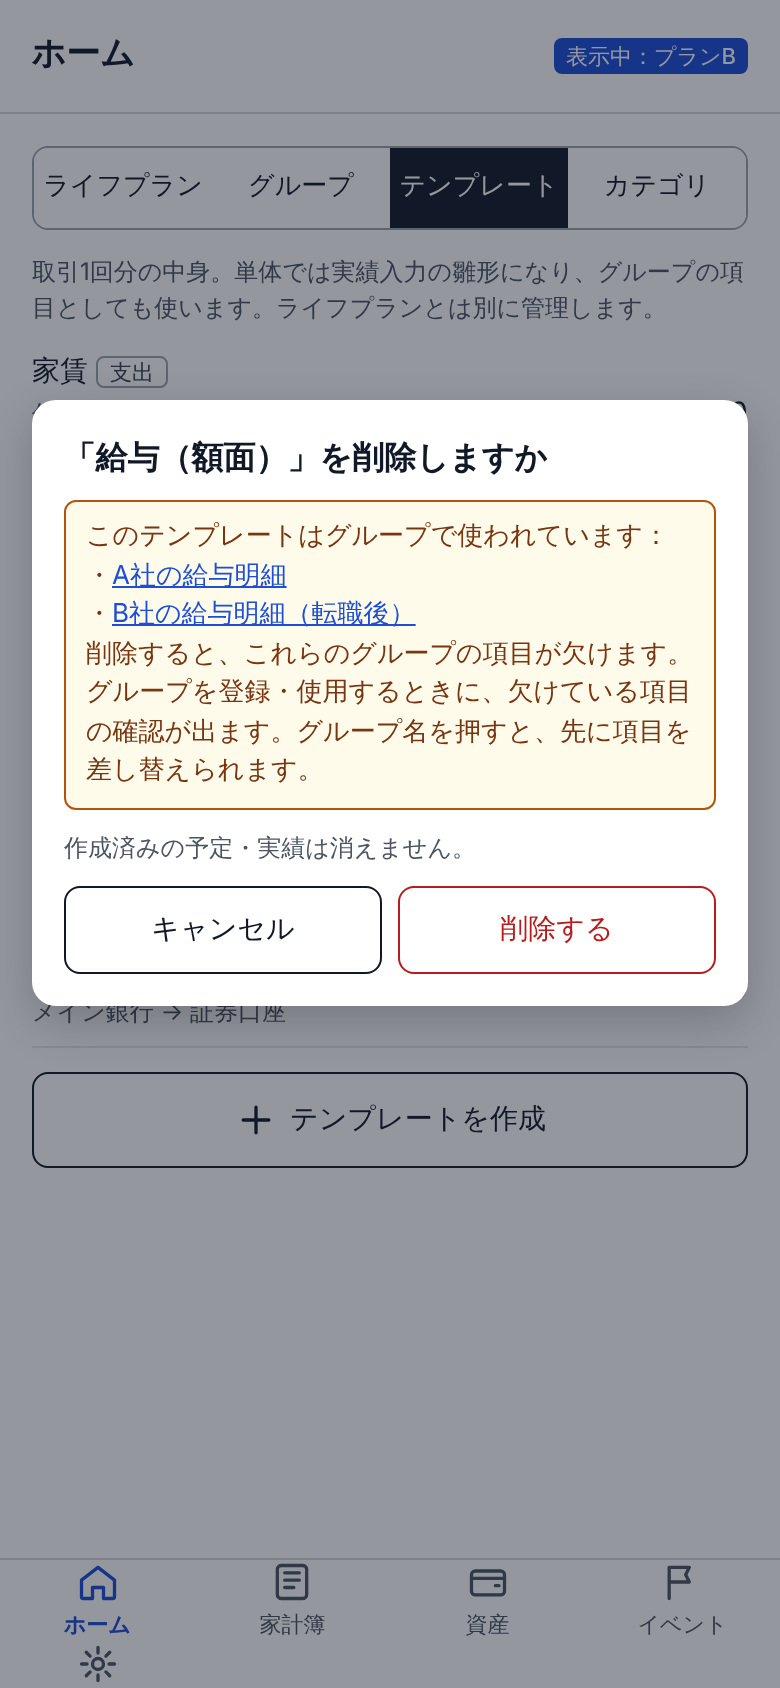 ホーム
表示中：プランB
ライフプラン
グループ
テンプレート
カテゴリ
取引1回分の中身。単体では実績入力の雛形になり、グループの項
目としても使います。ライフプランとは別に管理します。
家賃 支出
「給与（額面）」を削除しますか
このテンプレートはグループで使われています：
・A社の給与明細
・B社の給与明細（転職後）
削除すると、これらのグループの項目が欠けます。
グループを登録・使用するときに、欠けている項目
の確認が出ます。グループ名を押すと、先に項目を
差し替えられます。
作成済みの予定・実績は消えません。
キャンセル
削除する
メイン銀行 → 証券口座
＋ テンプレートを作成
ホーム
家計簿
資産
イベント